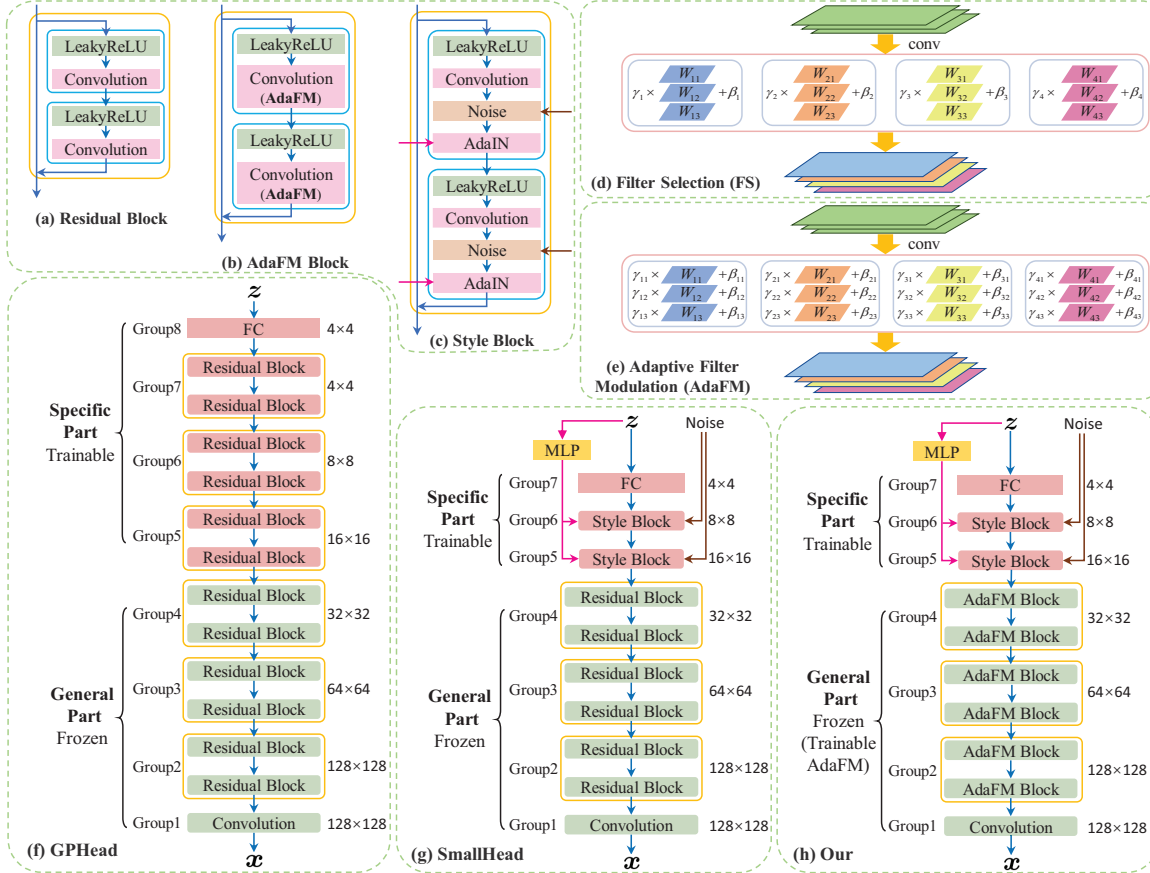 LeakyReLU
Convolution
LeakyReLU
Convolution
(a) Residual Block
LeakyReLU
Convolution
(AdaFM)
LeakyReLU
Convolution
(AdaFM)
(b) AdaFM Block
LeakyReLU
Convolution
Noise
AdaIN
LeakyReLU
Convolution
Noise
AdaIN
(c) Style Block
conv
γ₁ × W₁₁ W₁₂ W₁₃ + β₁
γ₂ × W₂₁ W₂₂ W₂₃ + β₂
γ₃ × W₃₁ W₃₂ W₃₃ + β₃
γ₄ × W₄₁ W₄₂ W₄₃ + β₄
(d) Filter Selection (FS)
conv
γ₁₁ × W₁₁ + β₁₁
γ₁₂ × W₁₂ + β₁₂
γ₁₃ × W₁₃ + β₁₃
γ₂₁ × W₂₁ + β₂₁
γ₂₂ × W₂₂ + β₂₂
γ₂₃ × W₂₃ + β₂₃
γ₃₁ × W₃₁ + β₃₁
γ₃₂ × W₃₂ + β₃₂
γ₃₃ × W₃₃ + β₃₃
γ₄₁ × W₄₁ + β₄₁
γ₄₂ × W₄₂ + β₄₂
γ₄₃ × W₄₃ + β₄₃
(e) Adaptive Filter
Modulation (AdaFM)
z
Group8 FC 4×4
Residual Block
Group7 4×4
Residual Block
Specific
Part
Trainable
Residual Block
Group6 8×8
Residual Block
Residual Block
Group5 16×16
Residual Block
Residual Block
Group4 32×32
Residual Block
General
Part
Frozen
Residual Block
Group3 64×64
Residual Block
Residual Block
Group2 128×128
Residual Block
Group1 Convolution 128×128
(f) GPHead
x
z
Noise
MLP
Specific
Part
Trainable
Group7 FC 4×4
Group6 Style Block 8×8
Group5 Style Block 16×16
Residual Block
Group4 32×32
Residual Block
General
Part
Frozen
Residual Block
Group3 64×64
Residual Block
Residual Block
Group2 128×128
Residual Block
Group1 Convolution 128×128
(g) SmallHead
x
z
Noise
MLP
Specific
Part
Trainable
Group7 FC 4×4
Group6 Style Block 8×8
Group5 Style Block 16×16
AdaFM Block
Group4 32×32
AdaFM Block
General
Part
Frozen
(Trainable
AdaFM)
AdaFM Block
Group3 64×64
AdaFM Block
AdaFM Block
Group2 128×128
AdaFM Block
Group1 Convolution 128×128
(h) Our
x